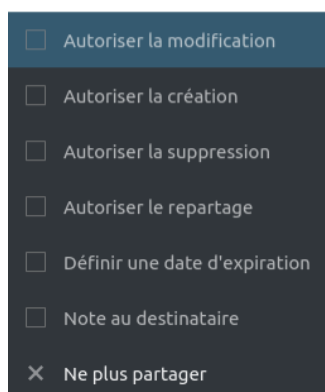 Autoriser la modification
Autoriser la création
Autoriser la suppression
Autoriser le repartage
Définir une date d'expiration
Note au destinataire
Ne plus partager